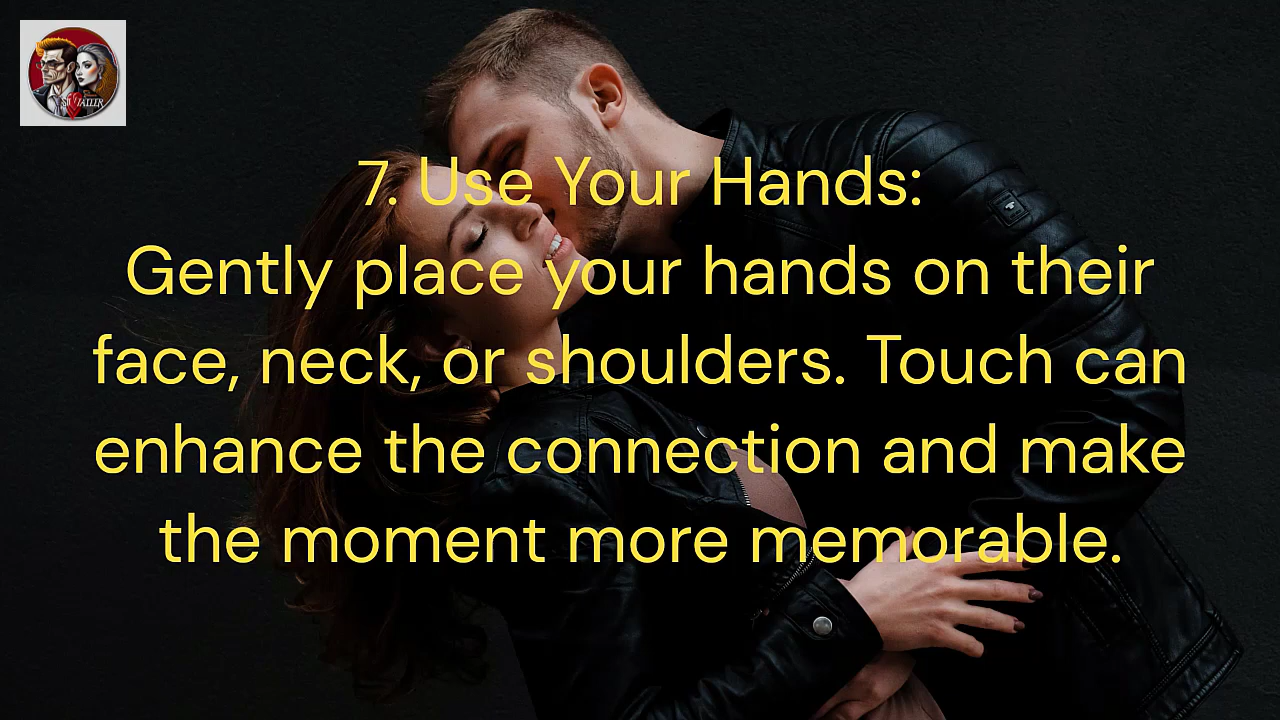 7. Use Your Hands:
Gently place your hands on their
face, neck, or shoulders. Touch can
enhance the connection and make
the moment more memorable.